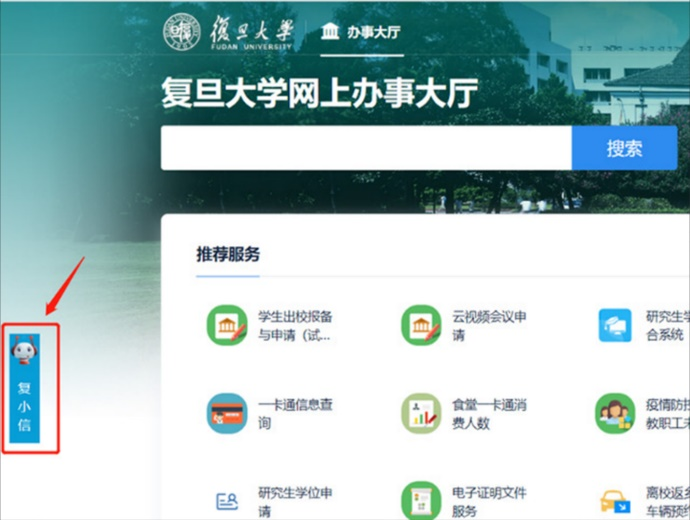 復旦大學
FUDAN UNIVERSITY
办事大厅
复旦大学网上办事大厅
搜索
推荐服务
学生出校报备
与申请（试...
云视频会议申
请
研究生学
合系统
一卡通信息查
询
食堂一卡通消
费人数
疫情防控
教职工未
研究生学位申
请
电子证明文件
服务
离校返乡
车辆预约
复小信